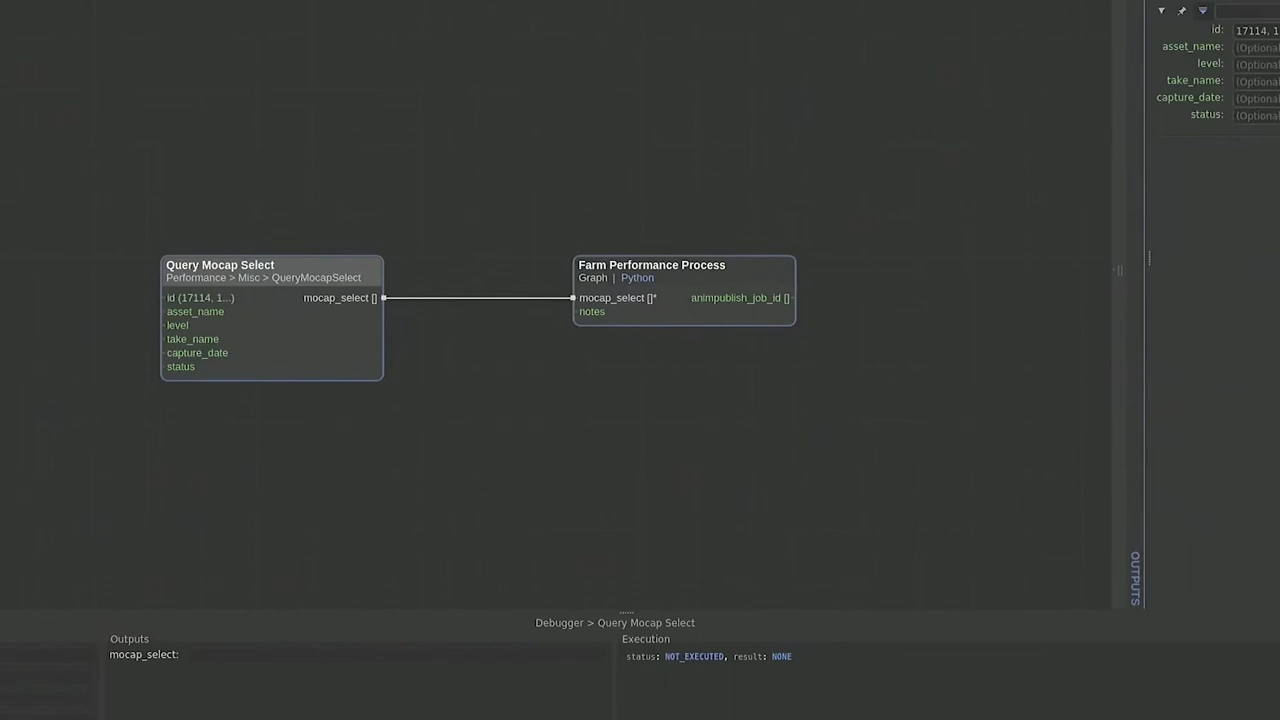 id: 17114, 1
asset_name: (Optional
level: (Optional
take_name: (Optional
capture_date: (Optional
status: (Optional
Query Mocap Select
Performance > Misc > QueryMocapSelect
id (17114, 1...) mocap_select []
asset_name
level
take_name
capture_date
status
Farm Performance Process
Graph | Python
mocap_select []* animpublish_job_id []
notes
OUTPUTS
Debugger > Query Mocap Select
Outputs
mocap_select:
Execution
status: NOT_EXECUTED, result: NONE